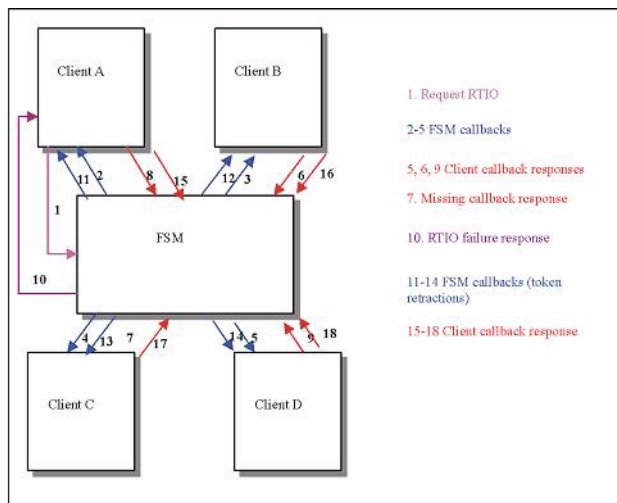 Client A
Client B
1. Request RTIO
2-5 FSM callbacks
5, 6, 9 Client callback responses
7. Missing callback response
10. RTIO failure response
11-14 FSM callbacks (token
retractions)
15-18 Client callback response
11 2 8 15 12 3 6 16
1
FSM
10
4 13 7 17 14 5 9 18
Client C
Client D